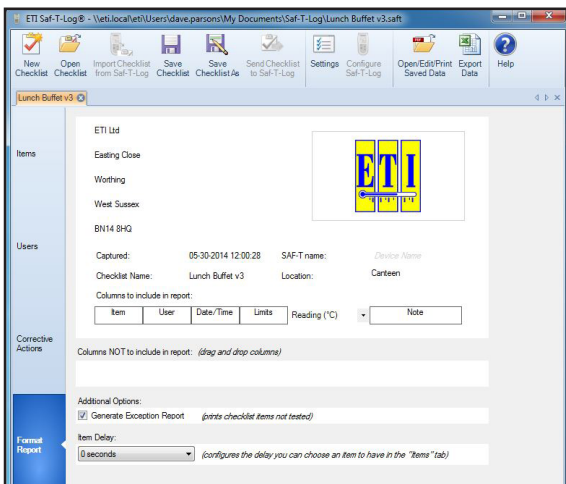 ETI Saf-T-Log® - \\eti.local\eti\Users\dave.parsons\My Documents\Saf-T-Log\Lunch Buffet v3.saft
New Checklist
Open Checklist
Import Checklist from Saf-T-Log
Save Checklist
Save Checklist As
Send Checklist to Saf-T-Log
Settings
Configure Saf-T-Log
Open/Edit/Print Saved Data
Export Data
Help
Lunch Buffet v3
Items
Users
Corrective Actions
Format Report
ETI Ltd
Easting Close
Worthing
West Sussex
BN14 8HQ
ETI
Captured: 05-30-2014 12:00:28 SAF-T name: Device Name
Checklist Name: Lunch Buffet v3 Location: Canteen
Columns to include in report:
Item User Date/Time Limits Reading (°C) Note
Columns NOT to include in report: (drag and drop columns)
Additional Options:
Generate Exception Report (prints checklist items not tested)
Item Delay:
0 seconds (configures the delay you can choose an item to have in the "Items" tab)